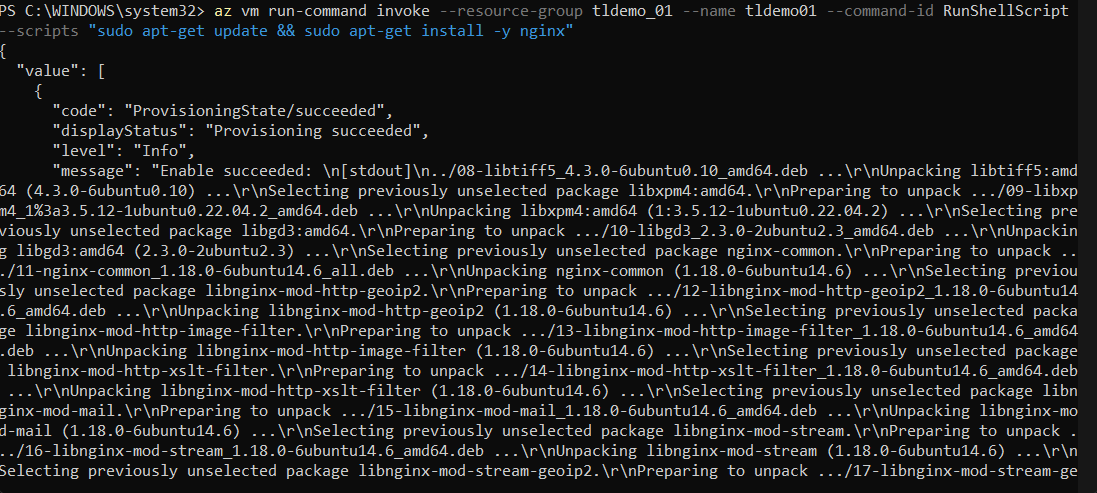 PS C:\WINDOWS\system32> az vm run-command invoke --resource-group tldemo_01 --name tldemo01 --command-id RunShellScript
--scripts "sudo apt-get update && sudo apt-get install -y nginx"
{
  "value": [
    {
      "code": "ProvisioningState/succeeded",
      "displayStatus": "Provisioning succeeded",
      "level": "Info",
      "message": "Enable succeeded: \n[stdout]\n../08-libtiff5_4.3.0-6ubuntu0.10_amd64.deb ...\r\nUnpacking libtiff5:amd
64 (4.3.0-6ubuntu0.10) ...\r\nSelecting previously unselected package libxpm4:amd64.\r\nPreparing to unpack .../09-libxp
m4_1%3a3.5.12-1ubuntu0.22.04.2_amd64.deb ...\r\nUnpacking libxpm4:amd64 (1:3.5.12-1ubuntu0.22.04.2) ...\r\nSelecting pre
viously unselected package libgd3:amd64.\r\nPreparing to unpack .../10-libgd3_2.3.0-2ubuntu2.3_amd64.deb ...\r\nUnpackin
g libgd3:amd64 (2.3.0-2ubuntu2.3) ...\r\nSelecting previously unselected package nginx-common.\r\nPreparing to unpack ..
./11-nginx-common_1.18.0-6ubuntu14.6_all.deb ...\r\nUnpacking nginx-common (1.18.0-6ubuntu14.6) ...\r\nSelecting previou
sly unselected package libnginx-mod-http-geoip2.\r\nPreparing to unpack .../12-libnginx-mod-http-geoip2_1.18.0-6ubuntu14
.6_amd64.deb ...\r\nUnpacking libnginx-mod-http-geoip2 (1.18.0-6ubuntu14.6) ...\r\nSelecting previously unselected packa
ge libnginx-mod-http-image-filter.\r\nPreparing to unpack .../13-libnginx-mod-http-image-filter_1.18.0-6ubuntu14.6_amd64
.deb ...\r\nUnpacking libnginx-mod-http-image-filter (1.18.0-6ubuntu14.6) ...\r\nSelecting previously unselected package
 libnginx-mod-http-xslt-filter.\r\nPreparing to unpack .../14-libnginx-mod-http-xslt-filter_1.18.0-6ubuntu14.6_amd64.deb
 ...\r\nUnpacking libnginx-mod-http-xslt-filter (1.18.0-6ubuntu14.6) ...\r\nSelecting previously unselected package libn
ginx-mod-mail.\r\nPreparing to unpack .../15-libnginx-mod-mail_1.18.0-6ubuntu14.6_amd64.deb ...\r\nUnpacking libnginx-mo
d-mail (1.18.0-6ubuntu14.6) ...\r\nSelecting previously unselected package libnginx-mod-stream.\r\nPreparing to unpack .
../16-libnginx-mod-stream_1.18.0-6ubuntu14.6_amd64.deb ...\r\nUnpacking libnginx-mod-stream (1.18.0-6ubuntu14.6) ...\r\n
Selecting previously unselected package libnginx-mod-stream-geoip2.\r\nPreparing to unpack .../17-libnginx-mod-stream-ge